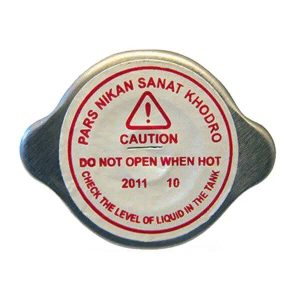 PARS NIKAN SANAT KHODRO
!
CAUTION
DO NOT OPEN WHEN HOT
2011 10
CHECK THE LEVEL OF LIQUID IN THE TANK